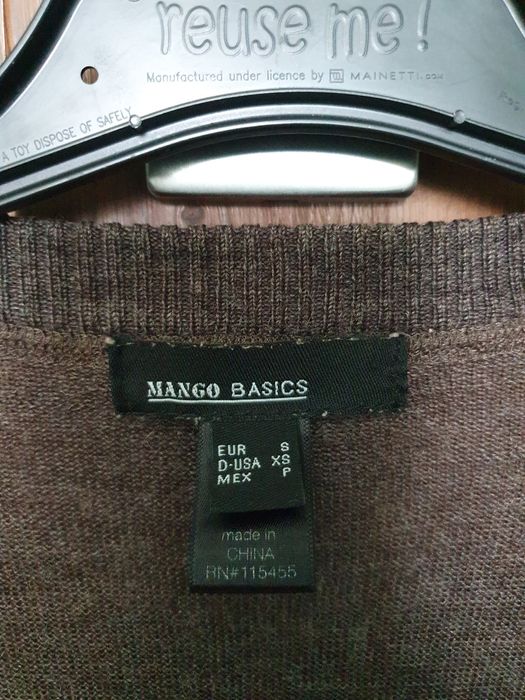 reuse me!
Manufactured under licence by MAINETTI.COM
A TOY DISPOSE OF SAFELY
MANGO BASICS
EUR S
D-USA XS
MEX P
made in
CHINA
RN#115455